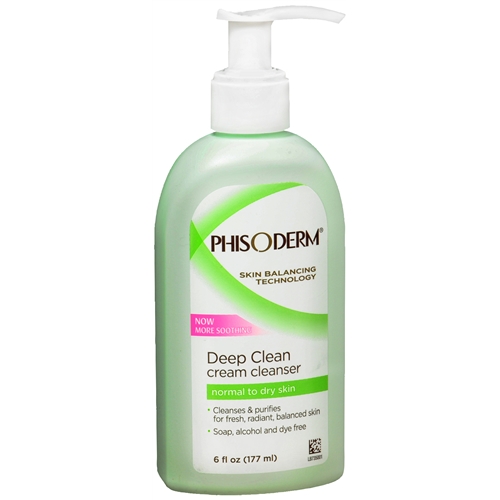 PHISODERM®
SKIN BALANCING
TECHNOLOGY
NOW
MORE SOOTHING
Deep Clean
cream cleanser
normal to dry skin
• Cleanses & purifies
for fresh, radiant, balanced skin
• Soap, alcohol and dye free
6 fl oz (177 ml)